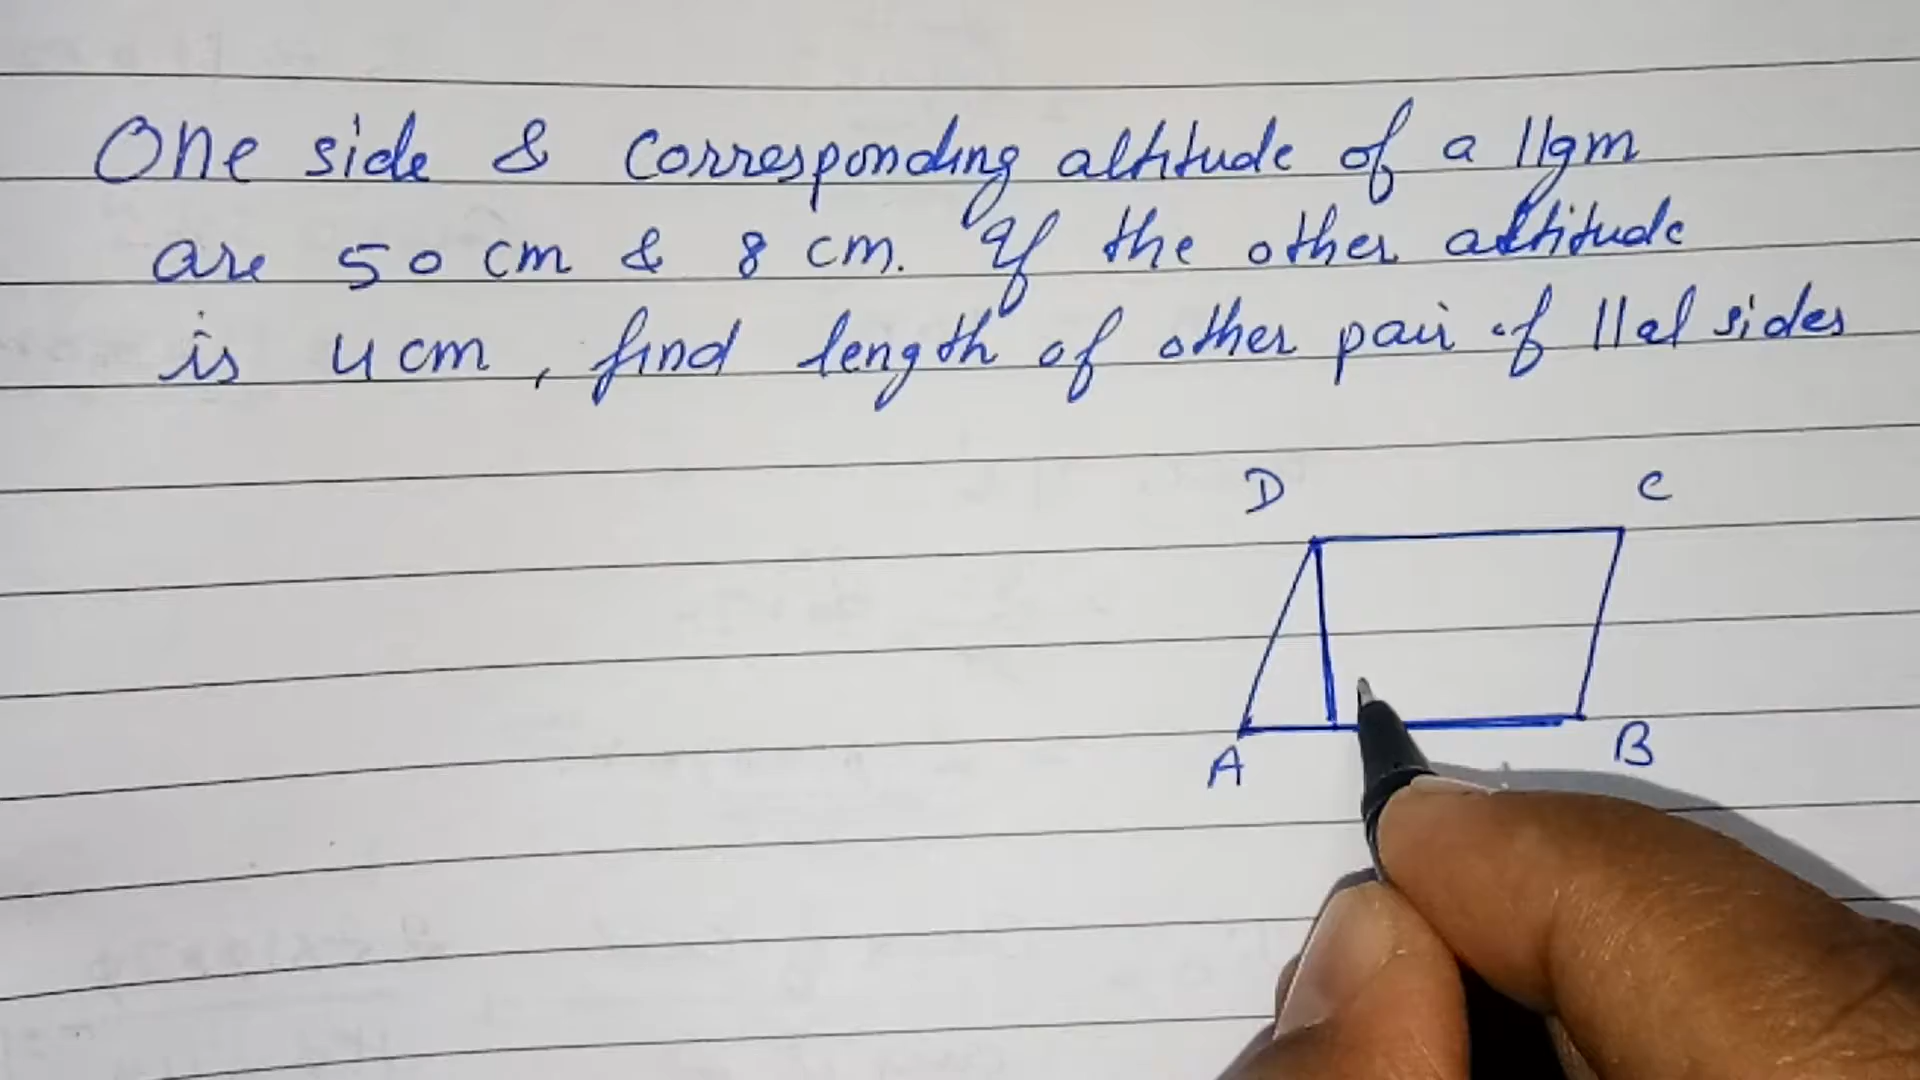 One side & corresponding altitude of a ||gm
are 50 cm & 8 cm. If the other altitude
is 4 cm, find length of other pair of ||el sides
D C
A B